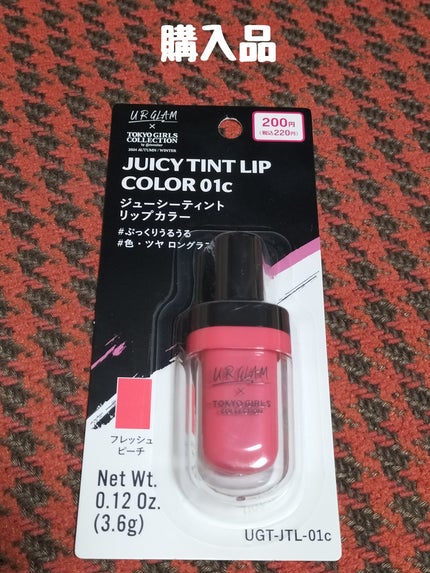 購入品
U R GLAM
×
TOKYO GIRLS
COLLECTION
2024 AUTUMN / WINTER
200円
(税込220円)
JUICY TINT LIP
COLOR 01c
ジューシーティント
リップカラー
#ぷっくりうるうる
#色・ツヤ ロングラ
U R GLAM
×
TOKYO GIRLS
COLLECTION
フレッシュ
ピーチ
Net Wt.
0.12 Oz.
(3.6g)
UGT-JTL-01c